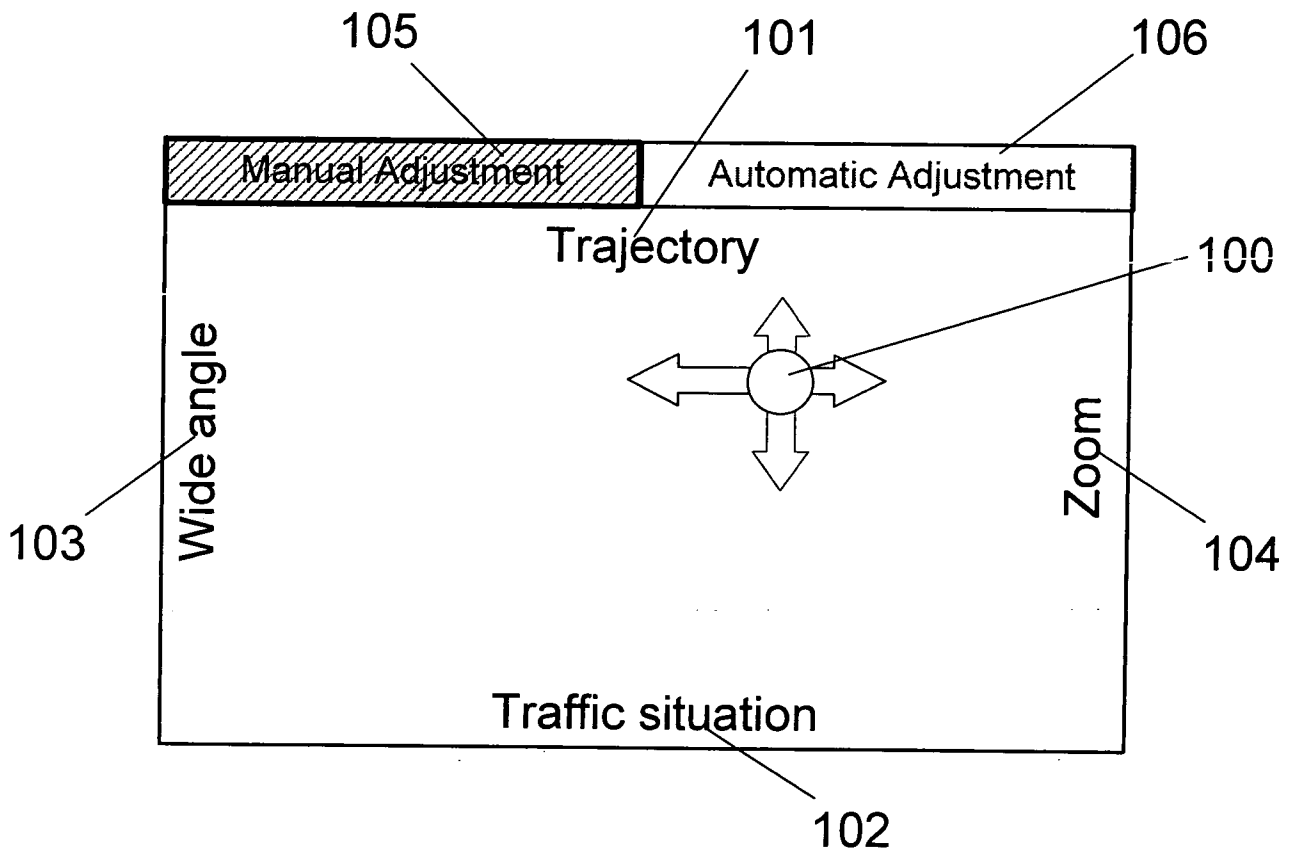 105
101
106
Manual Adjustment
Automatic Adjustment
Trajectory
100
Wide angle
Zoom
103
104
Traffic situation
102